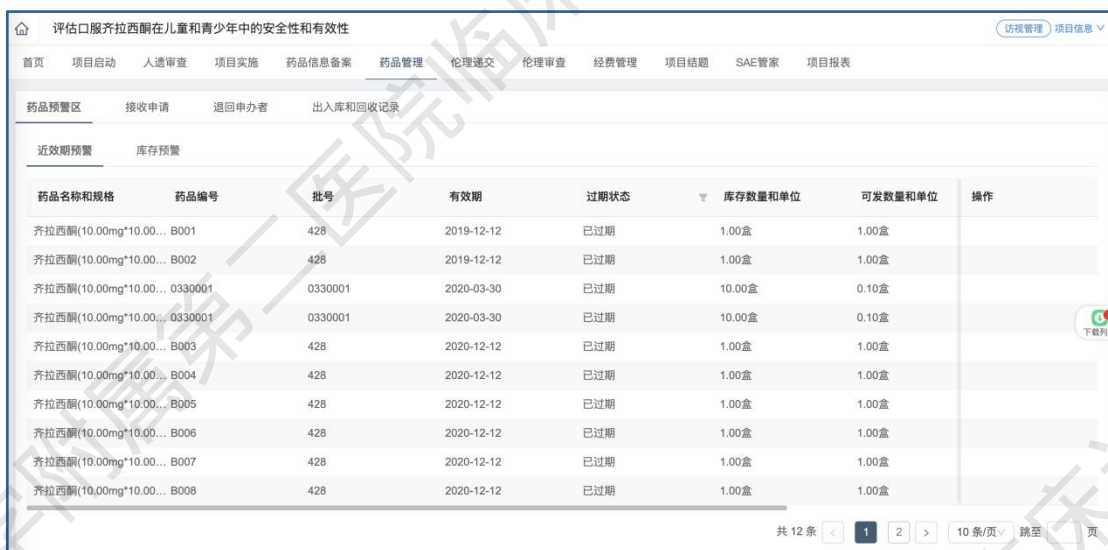 评估口服齐拉西酮在儿童和青少年中的安全性和有效性 访视管理 项目信息
首页 项目启动 人遗审查 项目实施 药品信息备案 药品管理 伦理递交 伦理审查 经费管理 项目结题 SAE管家 项目报表
药品预警区 接收申请 退回申办者 出入库和回收记录
近效期预警 库存预警
药品名称和规格 药品编号 批号 有效期 过期状态 库存数量和单位 可发数量和单位 操作
齐拉西酮(10.00mg*10.00... B001 428 2019-12-12 已过期 1.00盒 1.00盒
齐拉西酮(10.00mg*10.00... B002 428 2019-12-12 已过期 1.00盒 1.00盒
齐拉西酮(10.00mg*10.00... 0330001 0330001 2020-03-30 已过期 10.00盒 0.10盒
齐拉西酮(10.00mg*10.00... 0330001 0330001 2020-03-30 已过期 10.00盒 0.10盒
下载列
齐拉西酮(10.00mg*10.00... B003 428 2020-12-12 已过期 1.00盒 1.00盒
齐拉西酮(10.00mg*10.00... B004 428 2020-12-12 已过期 1.00盒 1.00盒
齐拉西酮(10.00mg*10.00... B005 428 2020-12-12 已过期 1.00盒 1.00盒
齐拉西酮(10.00mg*10.00... B006 428 2020-12-12 已过期 1.00盒 1.00盒
齐拉西酮(10.00mg*10.00... B007 428 2020-12-12 已过期 1.00盒 1.00盒
齐拉西酮(10.00mg*10.00... B008 428 2020-12-12 已过期 1.00盒 1.00盒
共 12 条 < 1 2 > 10 条/页 跳至 页
学附属第二医院临床